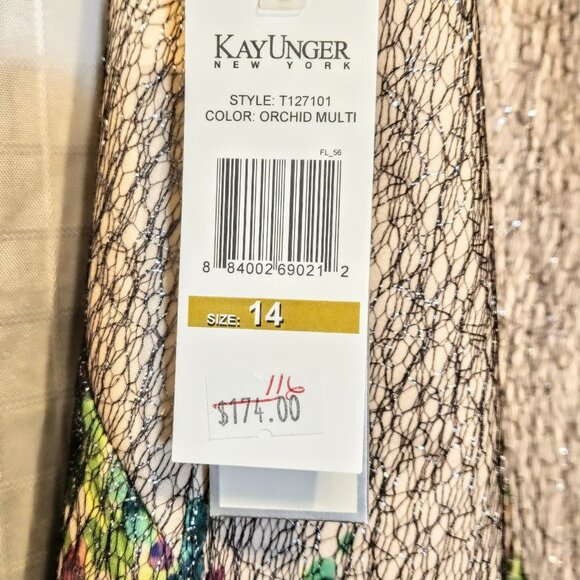 KAYUNGER
NEW YORK
STYLE: T127101
COLOR: ORCHID MULTI
FL_56
8 84002 69021 2
SIZE: 14
116
$174.00